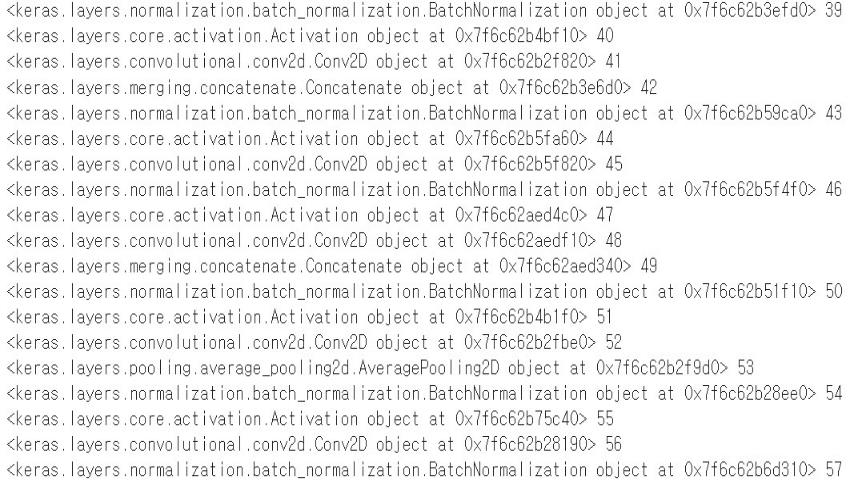 <keras.layers.normalization.batch_normalization.BatchNormalization object at 0x7f6c62b3efd0> 39
<keras.layers.core.activation.Activation object at 0x7f6c62b4bf10> 40
<keras.layers.convolutional.conv2d.Conv2D object at 0x7f6c62b2f820> 41
<keras.layers.merging.concatenate.Concatenate object at 0x7f6c62b3e6d0> 42
<keras.layers.normalization.batch_normalization.BatchNormalization object at 0x7f6c62b59ca0> 43
<keras.layers.core.activation.Activation object at 0x7f6c62b5fa60> 44
<keras.layers.convolutional.conv2d.Conv2D object at 0x7f6c62b5f820> 45
<keras.layers.normalization.batch_normalization.BatchNormalization object at 0x7f6c62b5f4f0> 46
<keras.layers.core.activation.Activation object at 0x7f6c62aed4c0> 47
<keras.layers.convolutional.conv2d.Conv2D object at 0x7f6c62aedf10> 48
<keras.layers.merging.concatenate.Concatenate object at 0x7f6c62aed340> 49
<keras.layers.normalization.batch_normalization.BatchNormalization object at 0x7f6c62b51f10> 50
<keras.layers.core.activation.Activation object at 0x7f6c62b4b1f0> 51
<keras.layers.convolutional.conv2d.Conv2D object at 0x7f6c62b2fbe0> 52
<keras.layers.pooling.average_pooling2d.AveragePooling2D object at 0x7f6c62b2f9d0> 53
<keras.layers.normalization.batch_normalization.BatchNormalization object at 0x7f6c62b28ee0> 54
<keras.layers.core.activation.Activation object at 0x7f6c62b75c40> 55
<keras.layers.convolutional.conv2d.Conv2D object at 0x7f6c62b28190> 56
<keras.layers.normalization.batch_normalization.BatchNormalization object at 0x7f6c62b6d310> 57